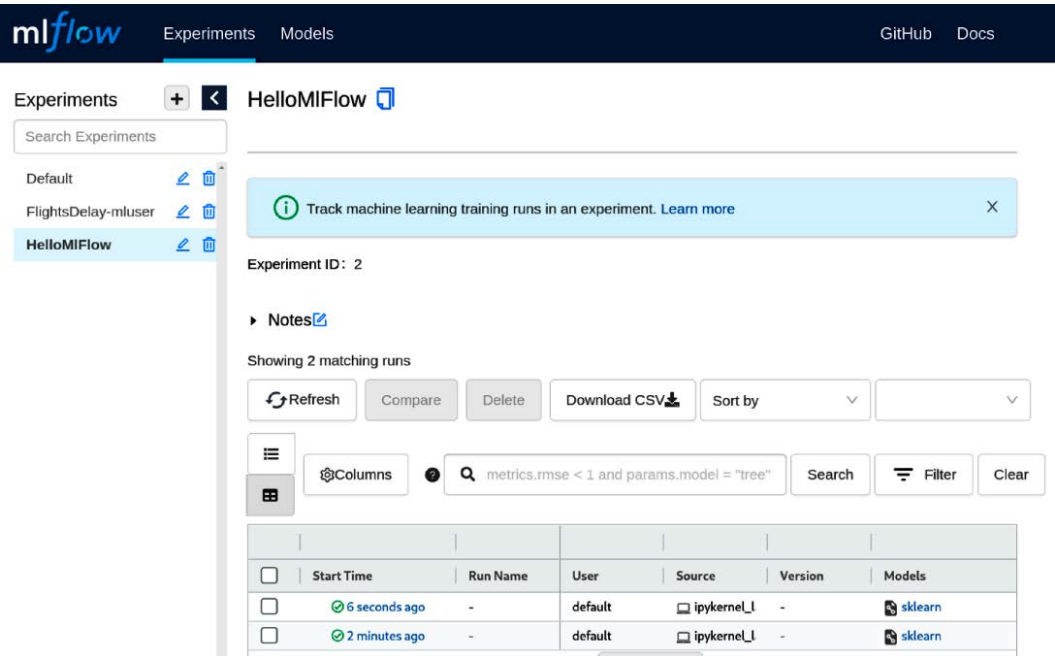 mlflow Experiments Models GitHub Docs
Experiments + HelloMlFlow
Search Experiments
Default
FlightsDelay-mluser
HelloMlFlow
Track machine learning training runs in an experiment. Learn more
Experiment ID: 2
Notes
Showing 2 matching runs
Refresh Compare Delete Download CSV Sort by
Columns ? metrics.rmse < 1 and params.model = "tree" Search Filter Clear
Start Time Run Name User Source Version Models
6 seconds ago - default ipykernel_l - sklearn
2 minutes ago - default ipykernel_l - sklearn